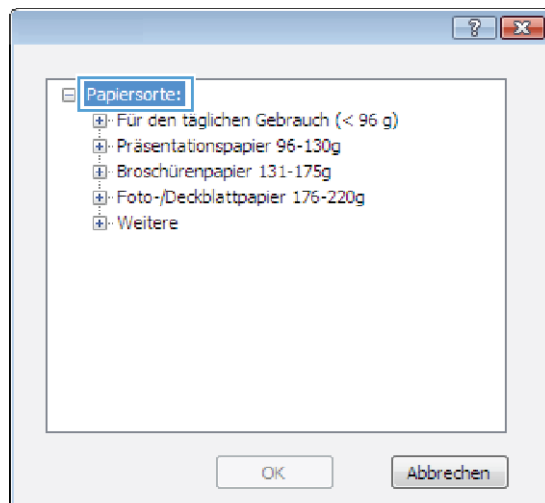 ?
Papiersorte:
Für den täglichen Gebrauch (< 96 g)
Präsentationspapier 96-130g
Broschürenpapier 131-175g
Foto-/Deckblattpapier 176-220g
Weitere
OK
Abbrechen